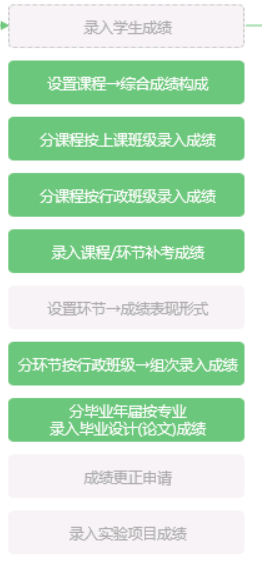 录入学生成绩
设置课程→综合成绩构成
分课程按上课班级录入成绩
分课程按行政班级录入成绩
录入课程/环节补考成绩
设置环节→成绩表现形式
分环节按行政班级→组次录入成绩
分毕业年届按专业
录入毕业设计(论文)成绩
成绩更正申请
录入实验项目成绩